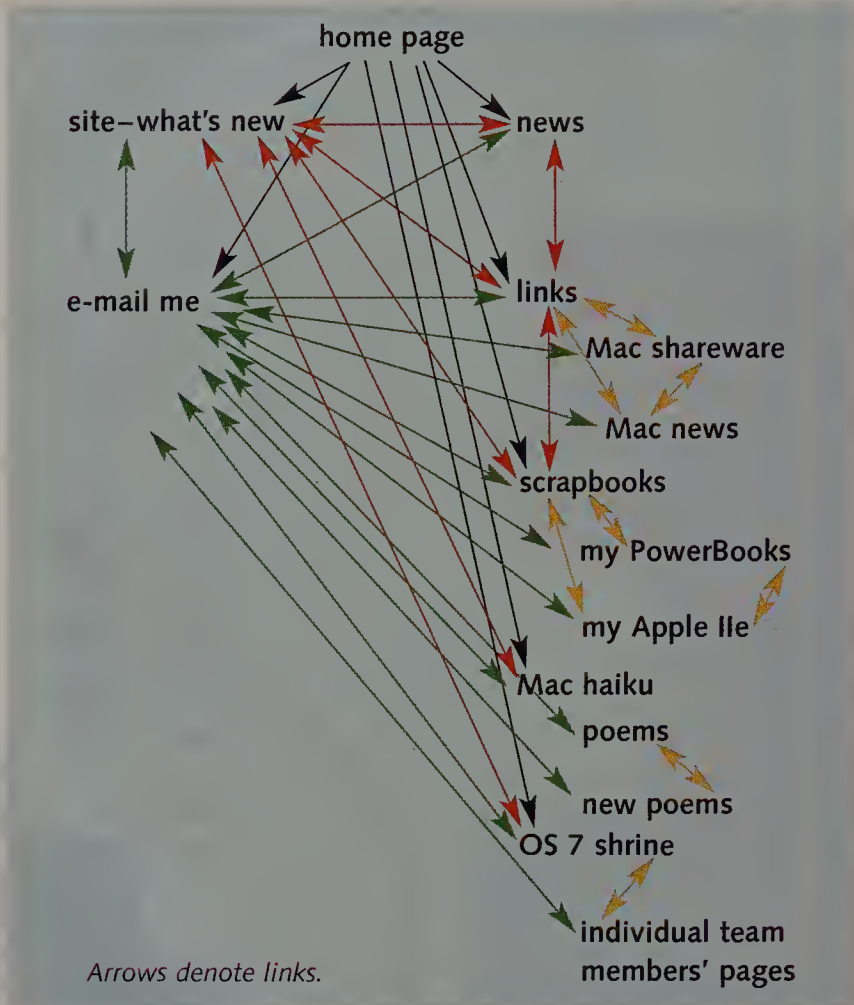 home page
site–what's new
news
e-mail me
links
Mac shareware
Mac news
scrapbooks
my PowerBooks
my Apple IIe
Mac haiku
poems
new poems
OS 7 shrine
individual team
members' pages
Arrows denote links.